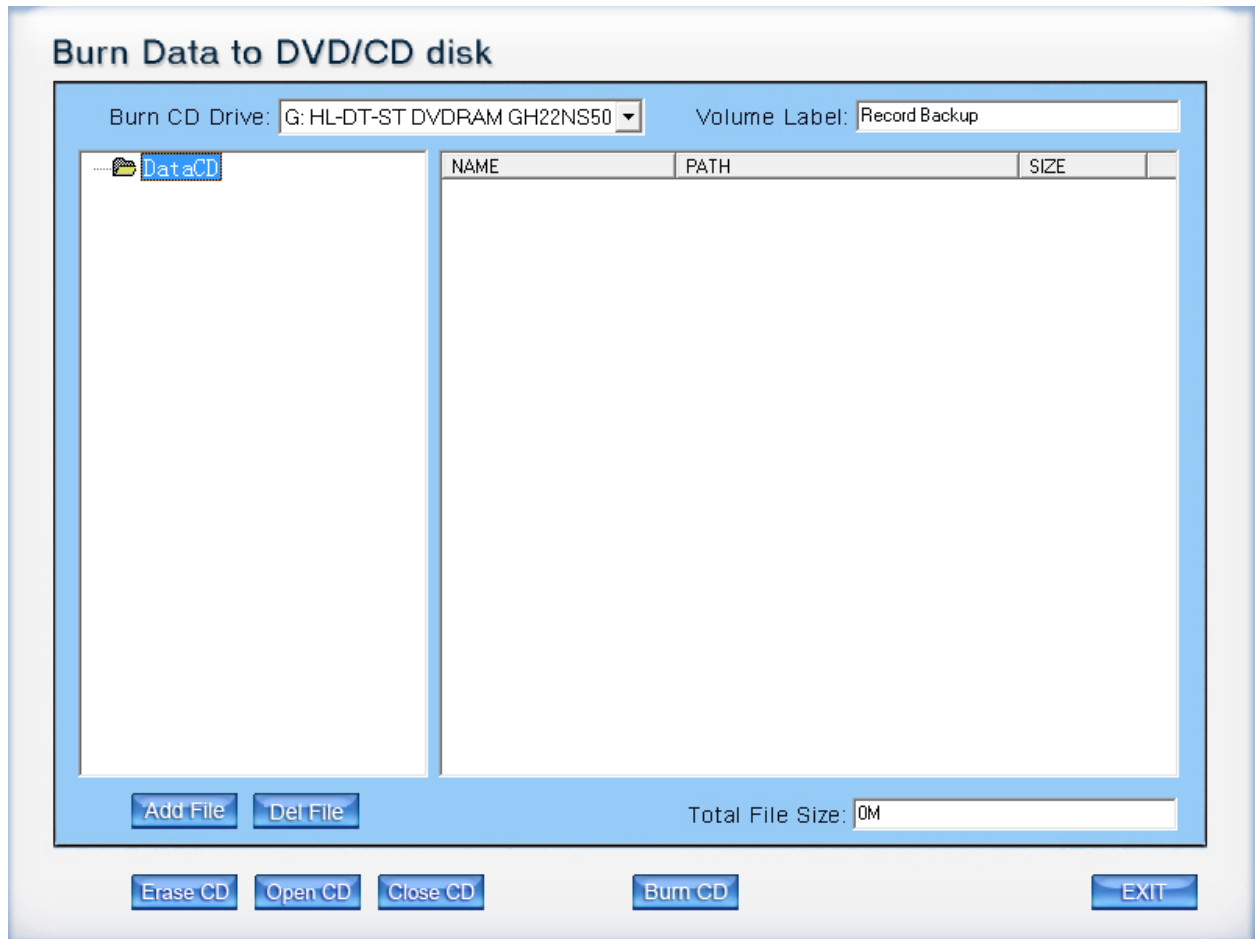 Burn Data to DVD/CD disk
Burn CD Drive: G: HL-DT-ST DVDRAM GH22NS50 Volume Label: Record Backup
DataCD NAME PATH SIZE
Add File Del File Total File Size: 0M
Erase CD Open CD Close CD Burn CD EXIT